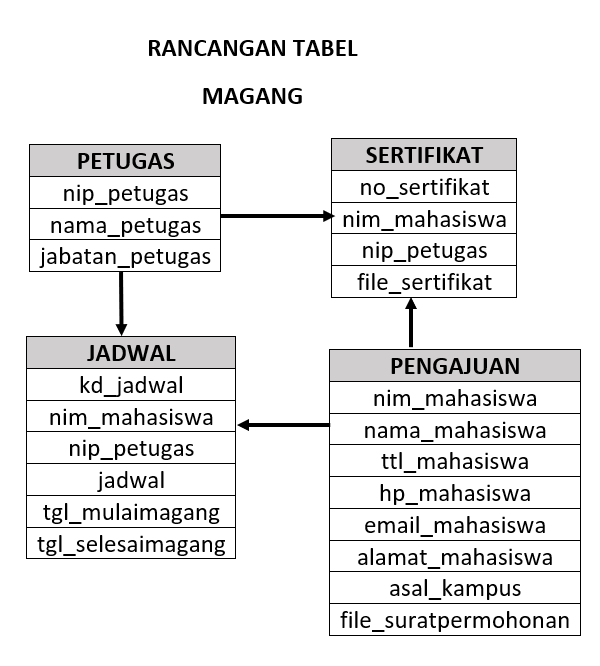 RANCANGAN TABEL
MAGANG
PETUGAS
nip_petugas
nama_petugas
jabatan_petugas
SERTIFIKAT
no_sertifikat
nim_mahasiswa
nip_petugas
file_sertifikat
JADWAL
kd_jadwal
nim_mahasiswa
nip_petugas
jadwal
tgl_mulaimagang
tgl_selesaimagang
PENGAJUAN
nim_mahasiswa
nama_mahasiswa
ttl_mahasiswa
hp_mahasiswa
email_mahasiswa
alamat_mahasiswa
asal_kampus
file_suratpermohonan